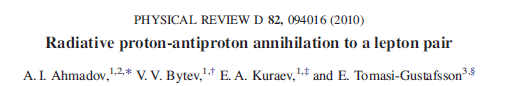 PHYSICAL REVIEW D 82, 094016 (2010)
Radiative proton-antiproton annihilation to a lepton pair
A. I. Ahmadov,1,2,* V. V. Bytev,1,† E. A. Kuraev,1,‡ and E. Tomasi-Gustafsson3,§